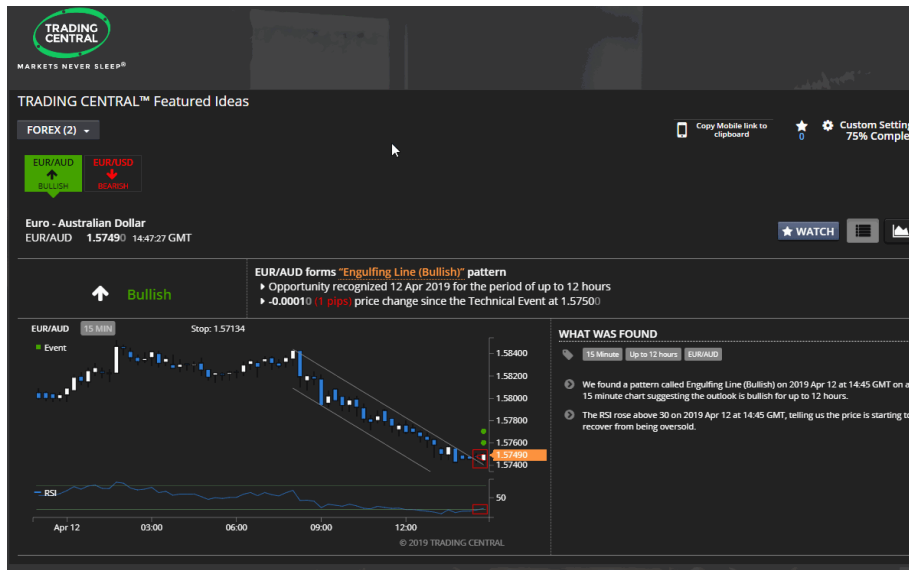 TRADING
CENTRAL
MARKETS NEVER SLEEP®
TRADING CENTRAL™ Featured Ideas
FOREX (2)
Copy Mobile link to
clipboard
0
Custom Setting
75% Comple
EUR/AUD
BULLISH
EUR/USD
BEARISH
Euro - Australian Dollar
EUR/AUD 1.57490 14:47:27 GMT
WATCH
Bullish
EUR/AUD forms "Engulfing Line (Bullish)" pattern
Opportunity recognized 12 Apr 2019 for the period of up to 12 hours
-0.00010 (1 pips) price change since the Technical Event at 1.57500
EUR/AUD 15 MIN Stop: 1.57134
Event
1.58400
1.58200
1.58000
1.57800
1.57600
1.57490
1.57400
RSI
50
Apr 12 03:00 06:00 09:00 12:00
© 2019 TRADING CENTRAL
WHAT WAS FOUND
15 Minute Up to 12 hours EUR/AUD
We found a pattern called Engulfing Line (Bullish) on 2019 Apr 12 at 14:45 GMT on a
15 minute chart suggesting the outlook is bullish for up to 12 hours.
The RSI rose above 30 on 2019 Apr 12 at 14:45 GMT, telling us the price is starting to
recover from being oversold.